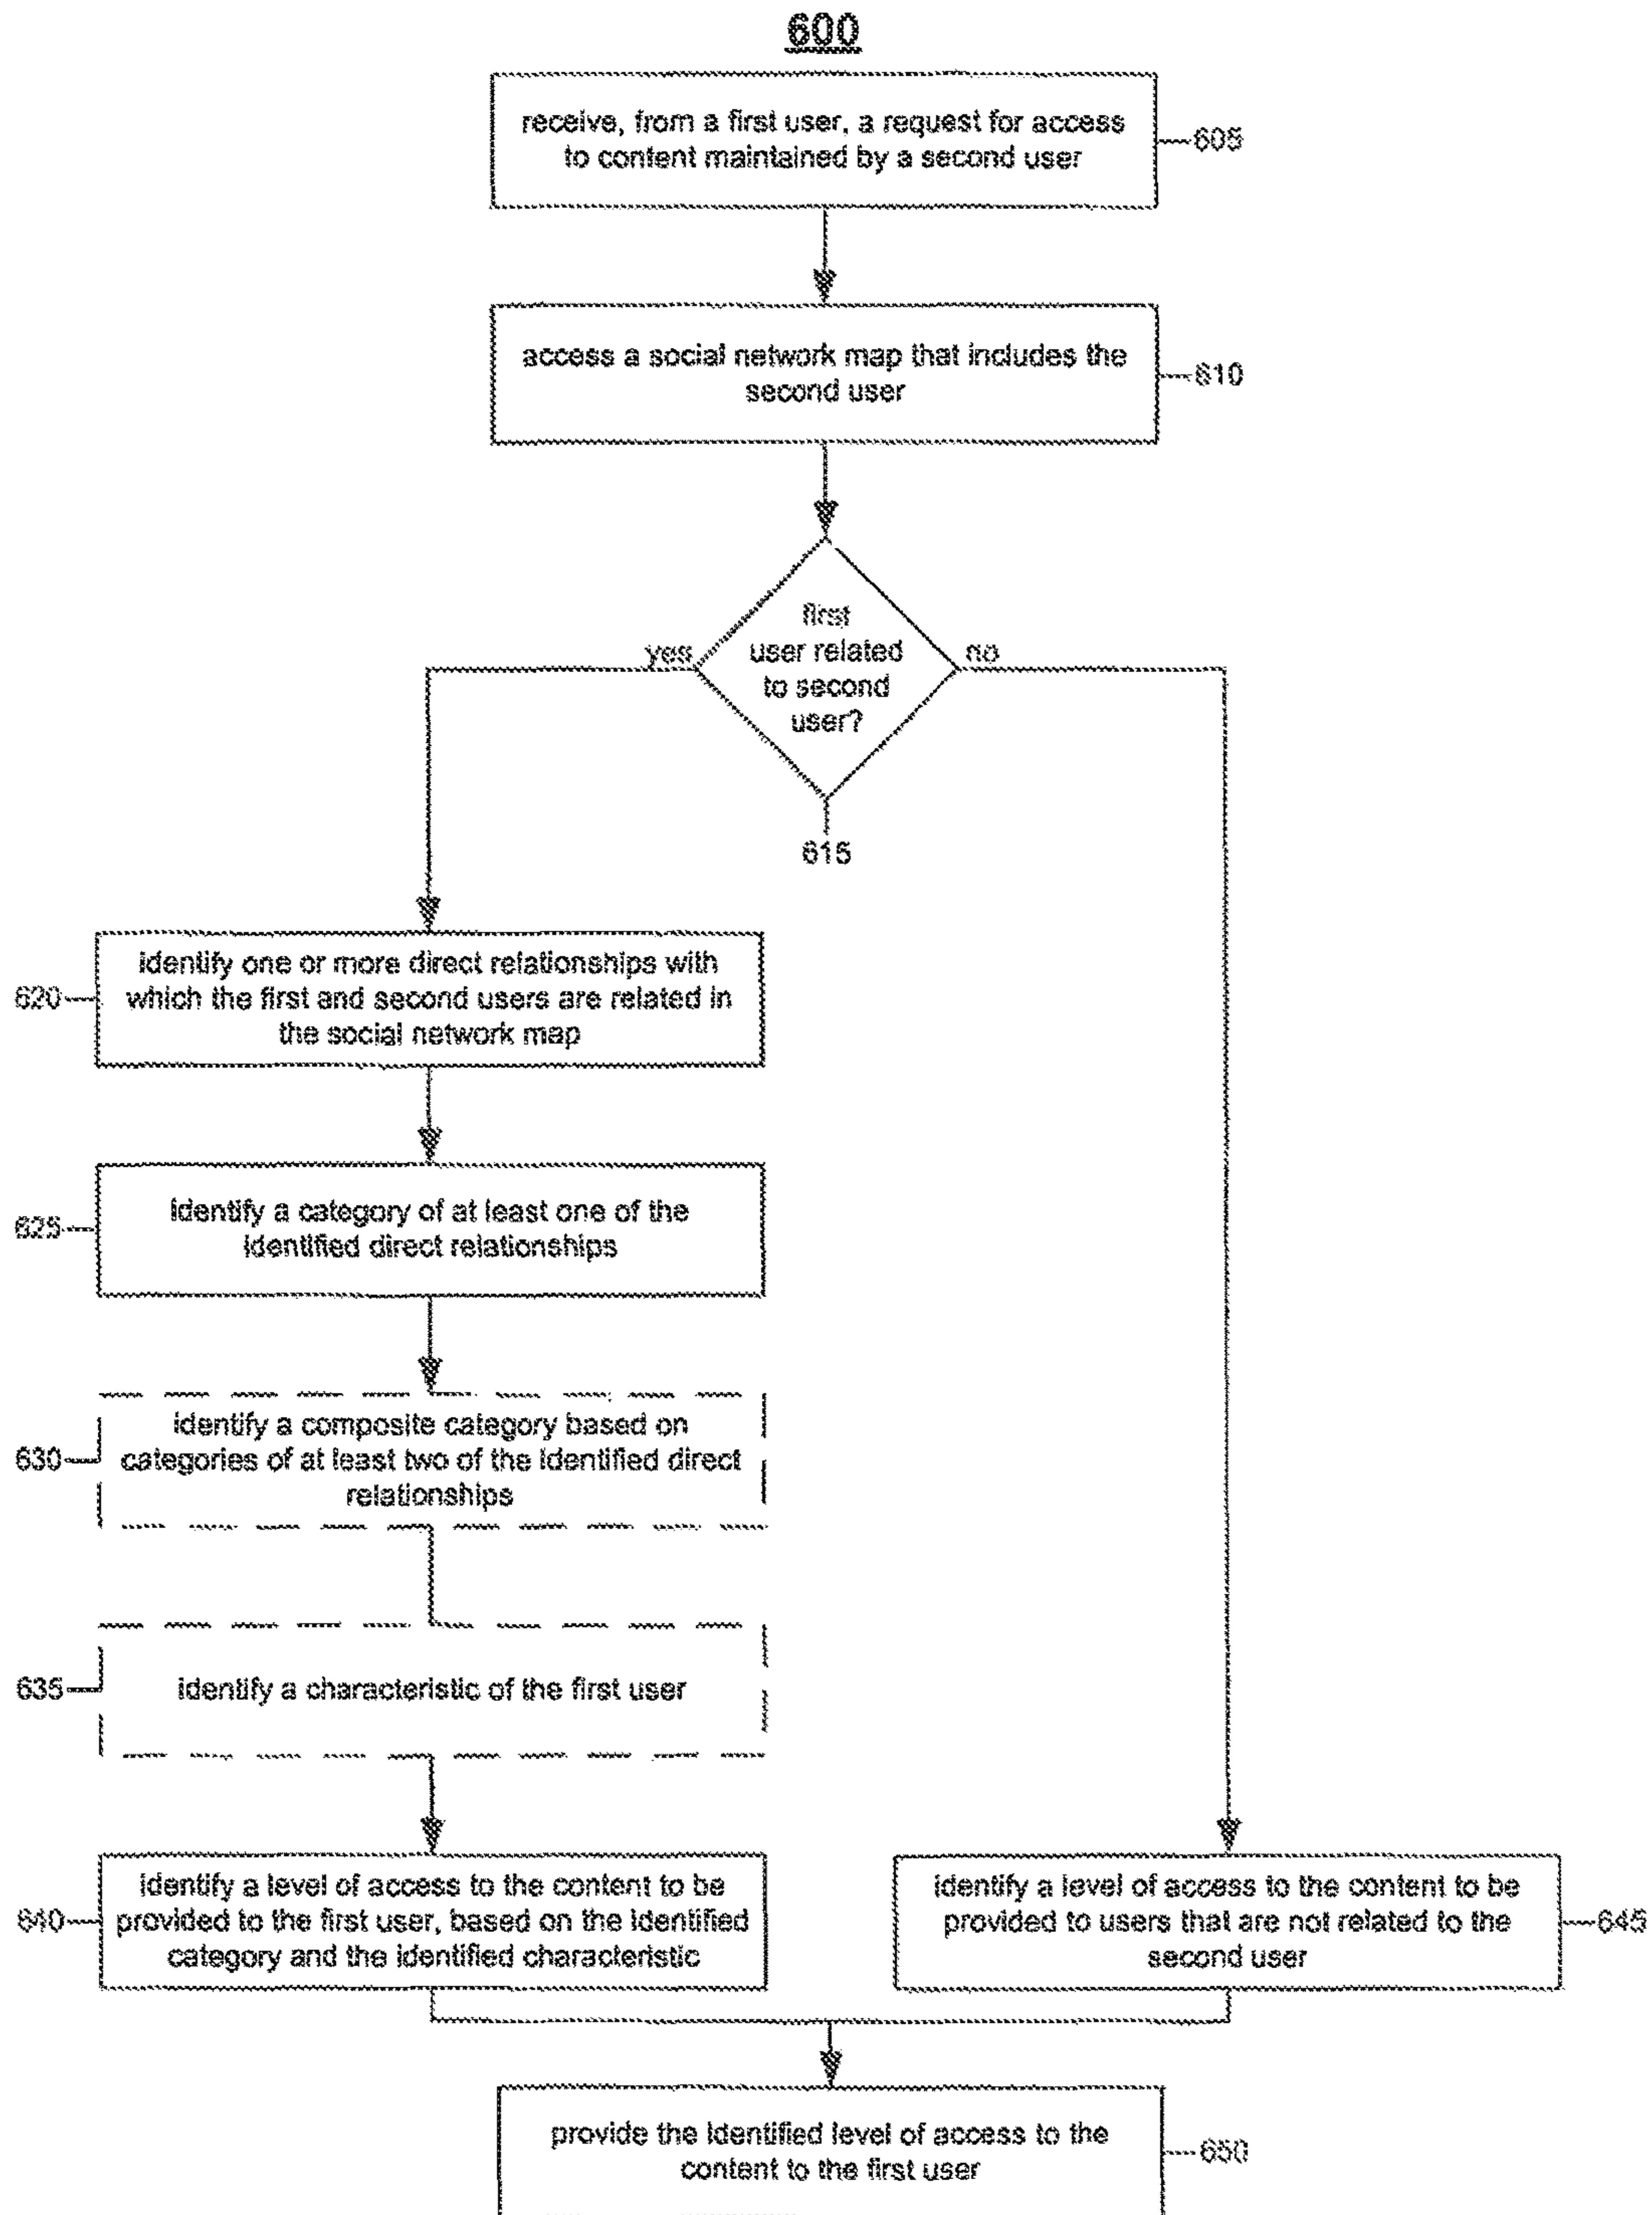 600
receive, from a first user, a request for access
to content maintained by a second user
605
access a social network map that includes the
second user
610
first
user related
to second
user?
yes
no
615
identify one or more direct relationships with
which the first and second users are related in
the social network map
620
identify a category of at least one of the
identified direct relationships
625
identify a composite category based on
categories of at least two of the identified direct
relationships
630
identify a characteristic of the first user
635
identify a level of access to the content to be
provided to the first user, based on the identified
category and the identified characteristic
640
identify a level of access to the content to be
provided to users that are not related to the
second user
645
provide the identified level of access to the
content to the first user
650